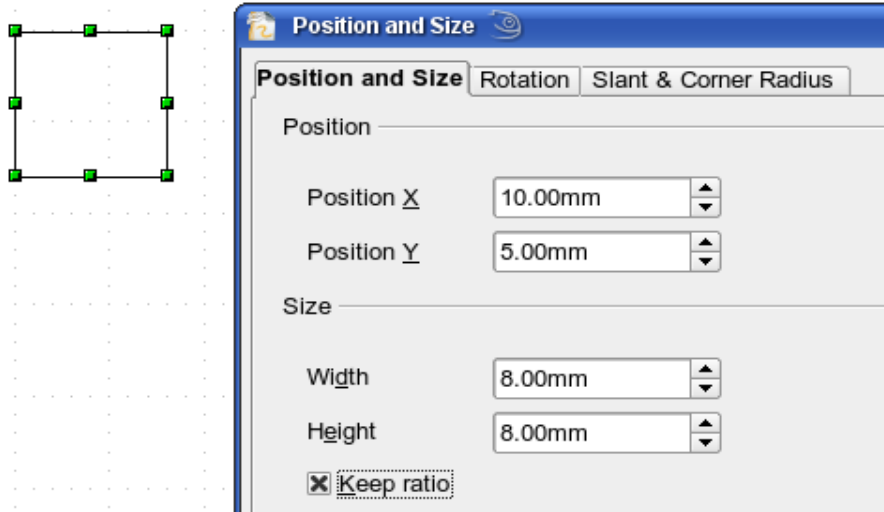 Position and Size
Position and Size Rotation Slant & Corner Radius
Position
Position X 10.00mm
Position Y 5.00mm
Size
Width 8.00mm
Height 8.00mm
Keep ratio